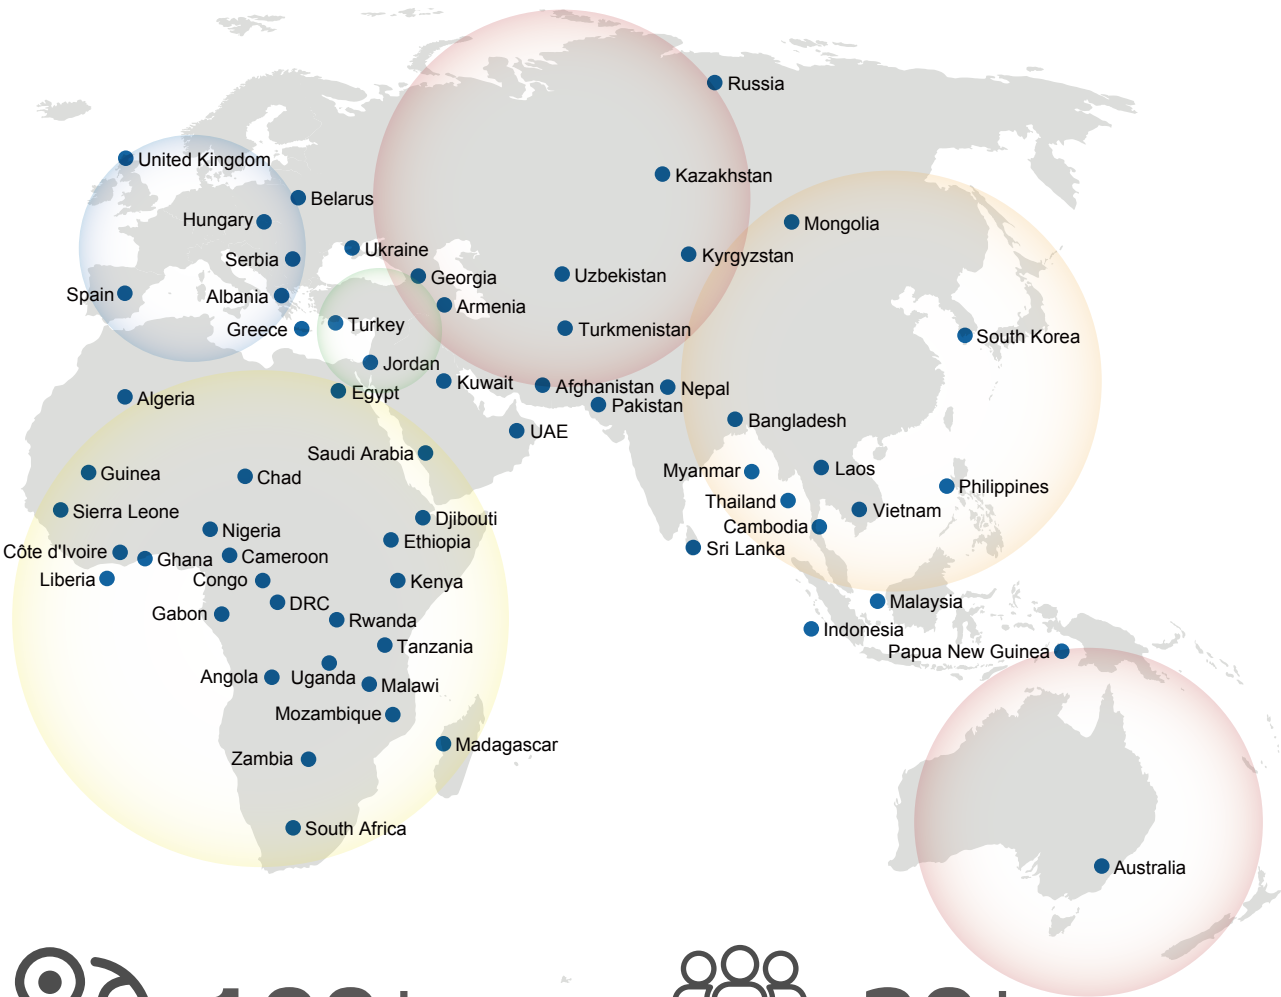 Russia
United Kingdom
Kazakhstan
Belarus
Hungary
Mongolia
Ukraine
Kyrgyzstan
Serbia
Uzbekistan
Georgia
Spain
Albania
Armenia
Turkey
Greece
Turkmenistan
South Korea
Jordan
Kuwait
Afghanistan
Nepal
Egypt
Algeria
Pakistan
Bangladesh
UAE
Saudi Arabia
Guinea
Chad
Myanmar
Laos
Philippines
Thailand
Sierra Leone
Vietnam
Djibouti
Nigeria
Cambodia
Ethiopia
Sri Lanka
Côte d'Ivoire
Ghana
Cameroon
Liberia
Congo
Kenya
DRC
Malaysia
Gabon
Rwanda
Indonesia
Tanzania
Papua New Guinea
Angola
Uganda
Malawi
Mozambique
Madagascar
Zambia
South Africa
Australia